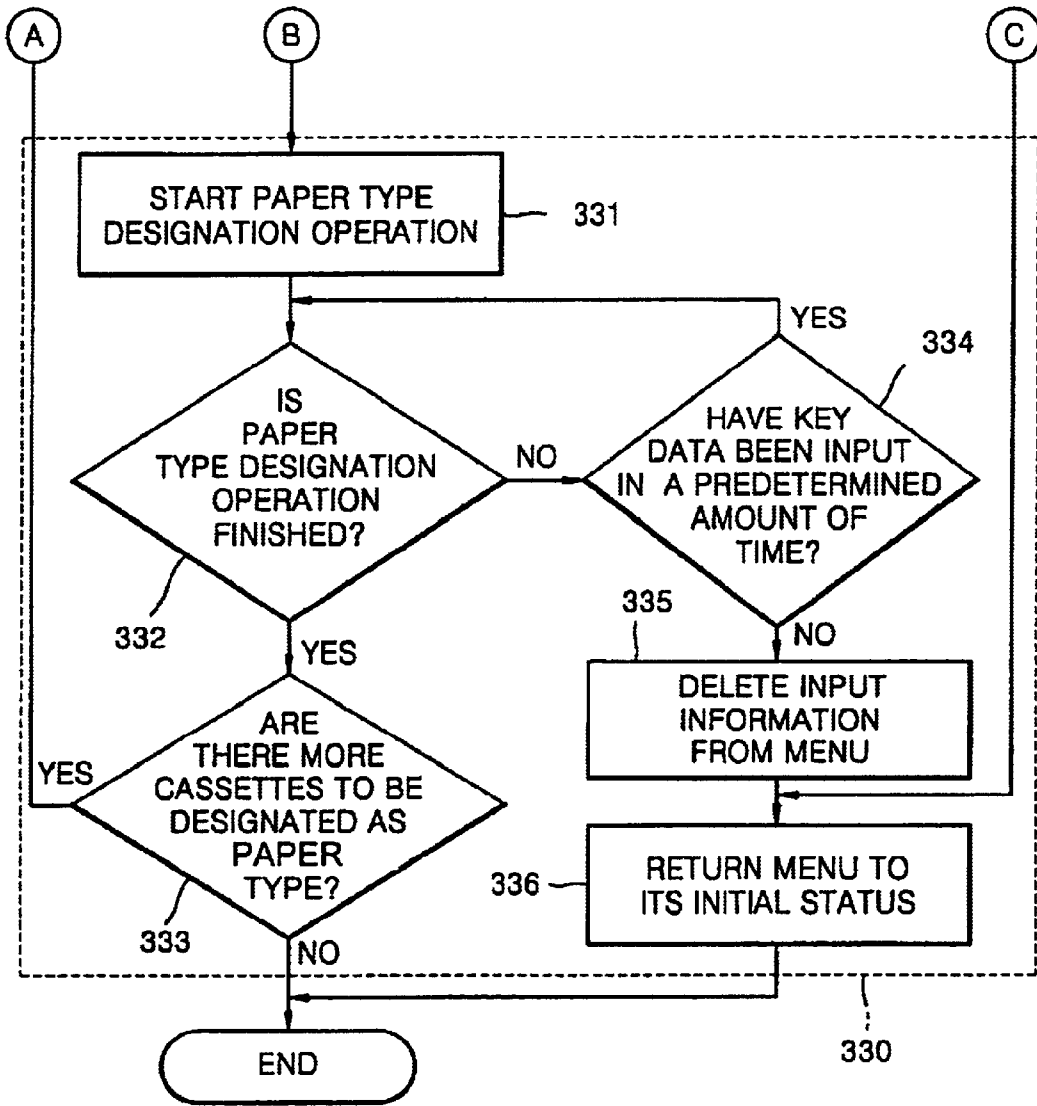 A
B
C
START PAPER TYPE
DESIGNATION OPERATION
331
YES
334
IS
PAPER
TYPE DESIGNATION
OPERATION
FINISHED?
NO
HAVE KEY
DATA BEEN INPUT
IN A PREDETERMINED
AMOUNT OF
TIME?
332
YES
335
NO
DELETE INPUT
INFORMATION
FROM MENU
YES
ARE
THERE MORE
CASSETTES TO BE
DESIGNATED AS
PAPER
TYPE?
333
NO
336
RETURN MENU TO
ITS INITIAL STATUS
330
END